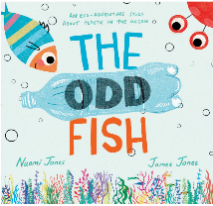 AN ECO-ADVENTURE STORY
ABOUT PLASTIC IN THE OCEAN
THE
ODD
FISH
Naomi Jones
James Jones